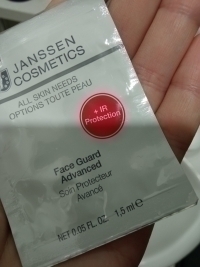 JANSSEN
COSMETICS
ALL SKIN NEEDS
OPTIONS TOUTE PEAU
+ IR
Protection
Face Guard
Advanced
Soin Protecteur
Avancé
NET 0.05 FL. OZ. 1,5 ml e